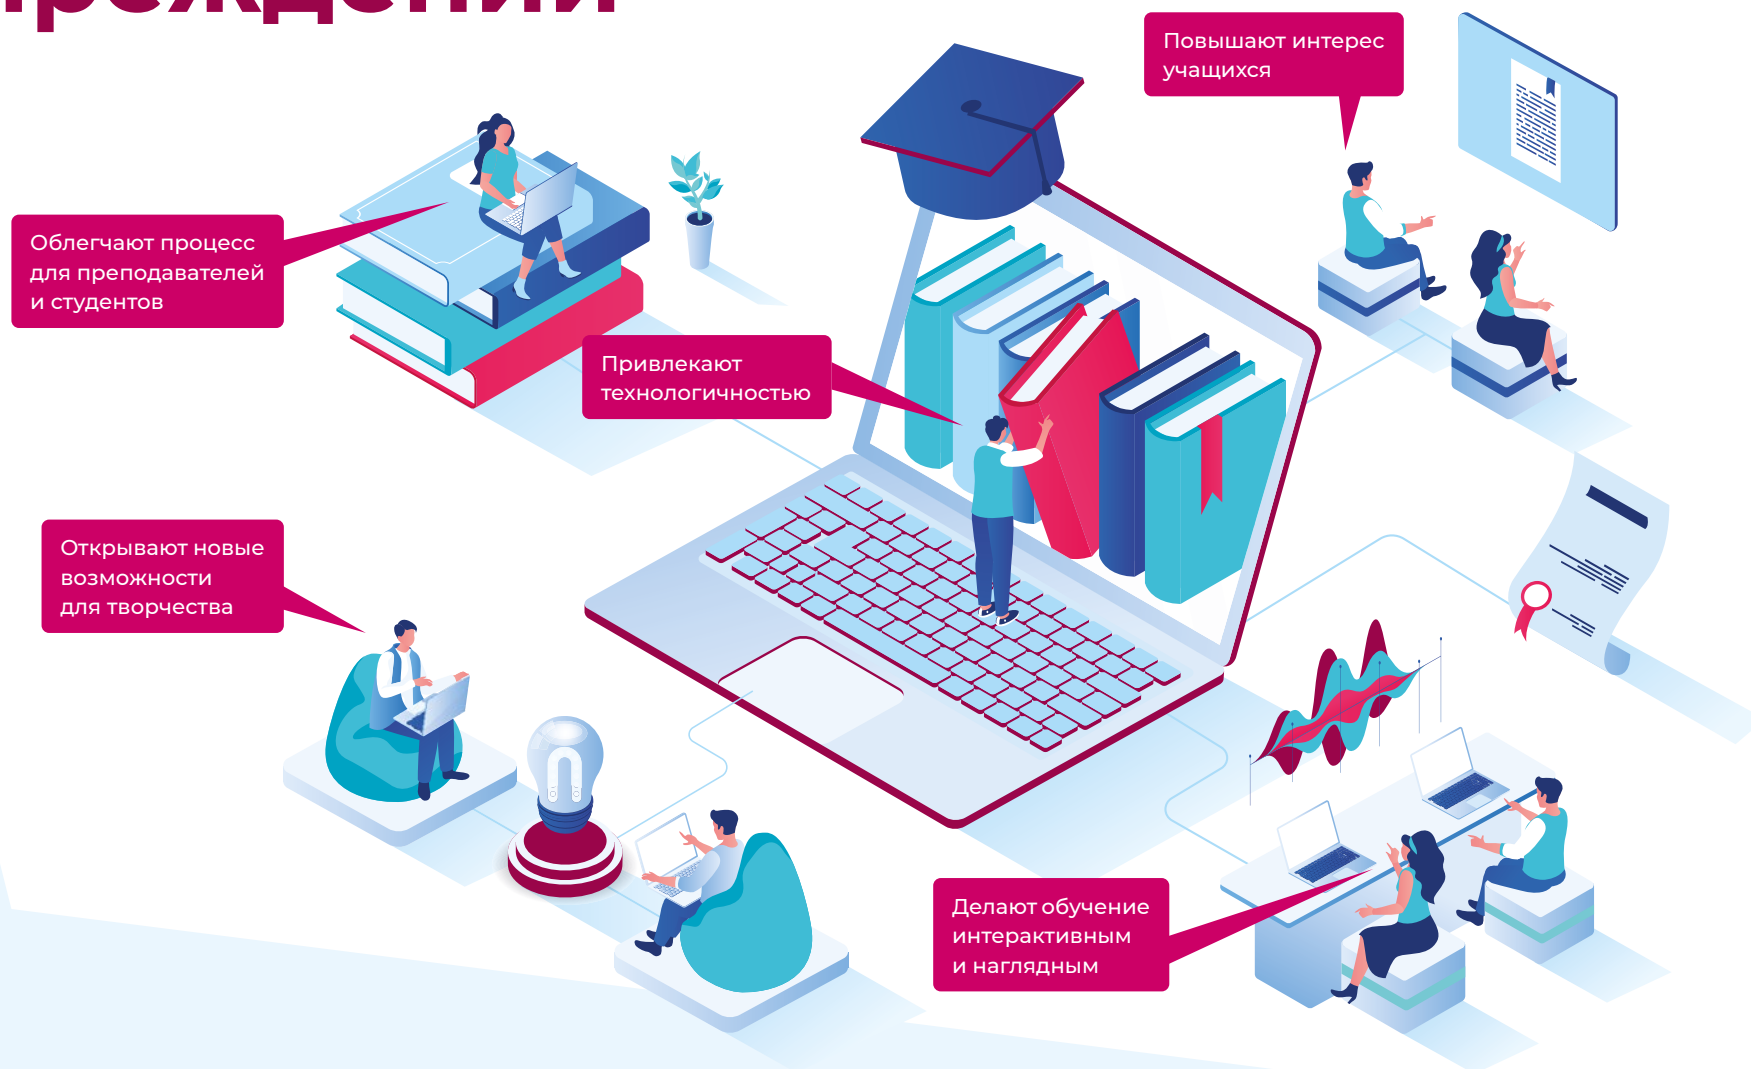 Повышают интерес
учащихся
Облегчают процесс
для преподавателей
и студентов
Привлекают
технологичностью
Открывают новые
возможности
для творчества
Делают обучение
интерактивным
и наглядным